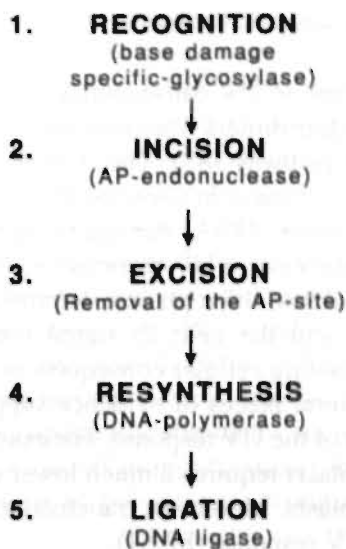 1. RECOGNITION
(base damage
specific-glycosylase)
2. INCISION
(AP-endonuclease)
3. EXCISION
(Removal of the AP-site)
4. RESYNTHESIS
(DNA-polymerase)
5. LIGATION
(DNA ligase)